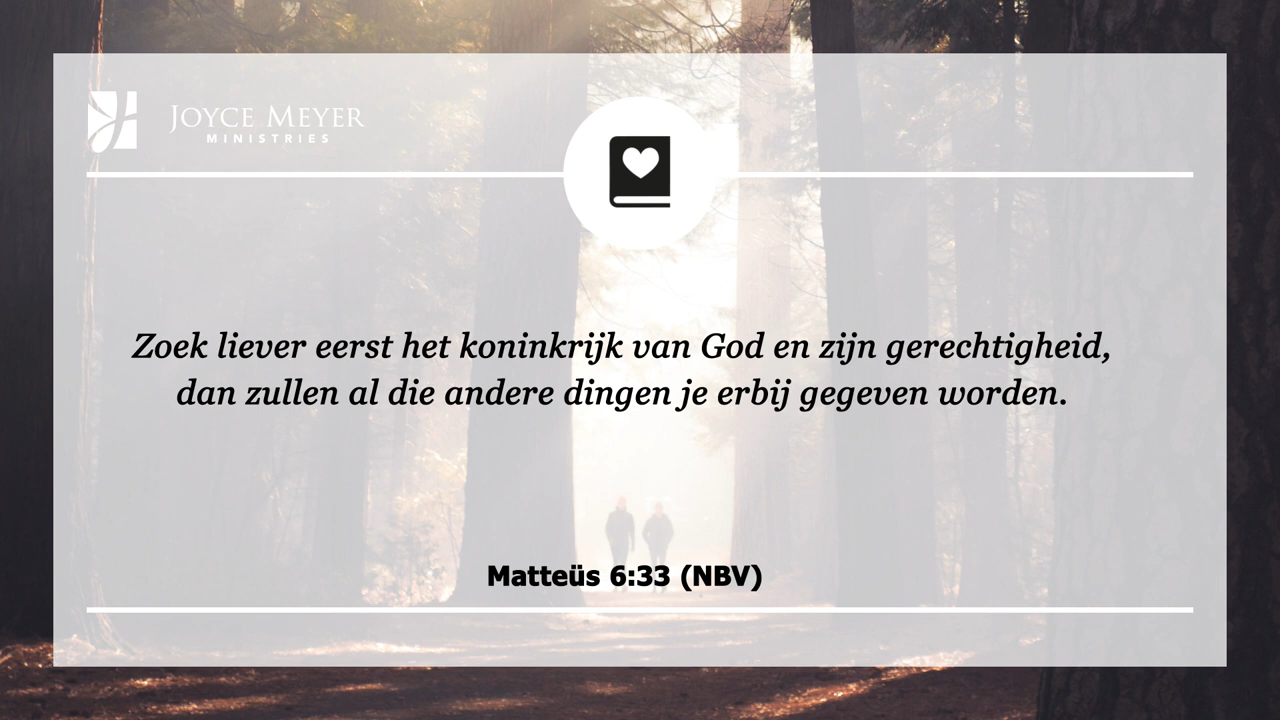 JOYCE MEYER
MINISTRIES
Zoek liever eerst het koninkrijk van God en zijn gerechtigheid,
dan zullen al die andere dingen je erbij gegeven worden.
Matteüs 6:33 (NBV)